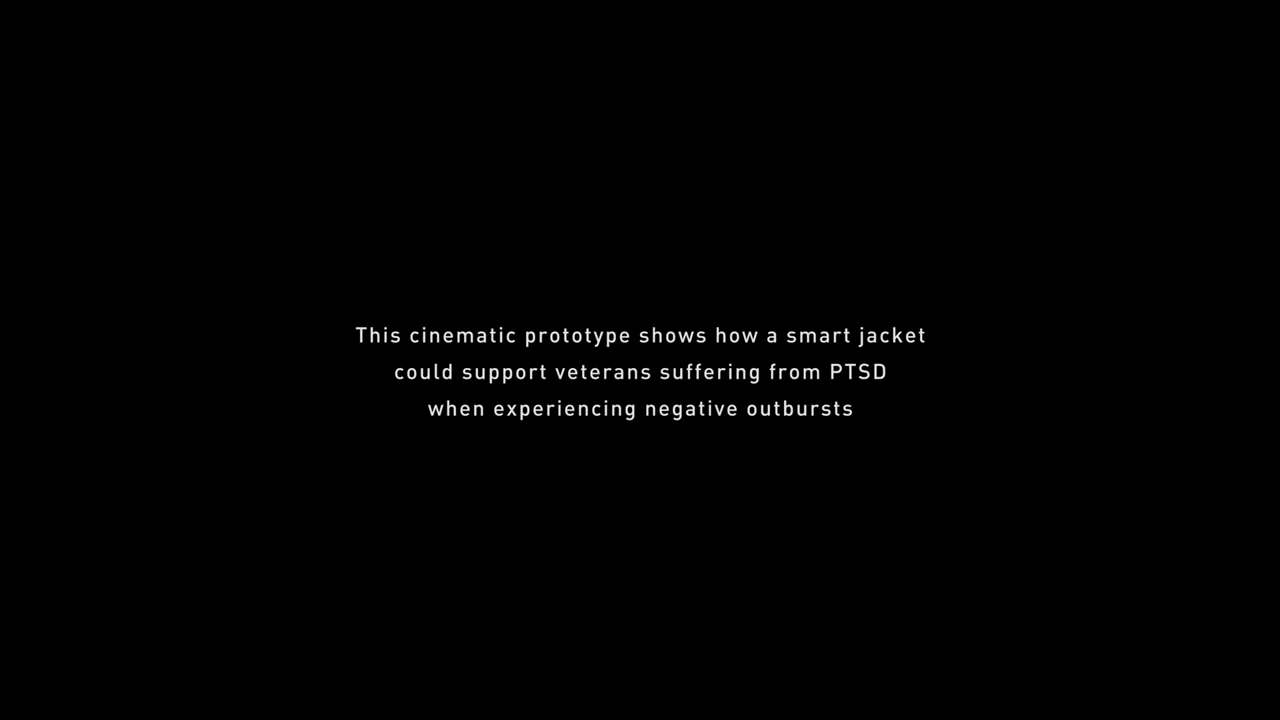 This cinematic prototype shows how a smart jacket
could support veterans suffering from PTSD
when experiencing negative outbursts